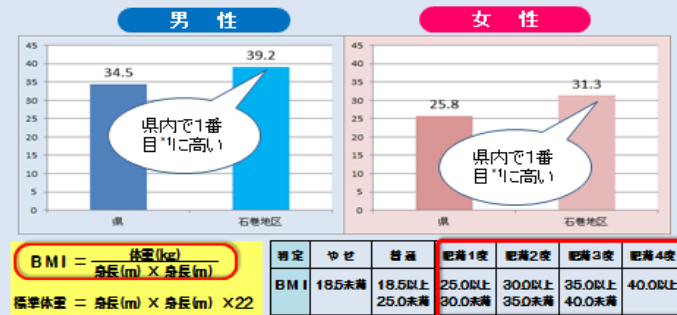 男 性
女 性
45
40
35
30
25
20
15
10
5
0
34.5
39.2
県内で1番
目*1に高い
県
石巻地区
45
40
35
30
25
20
15
10
5
0
25.8
31.3
県内で1番
目*1に高い
県
石巻地区
BMI = 体重(kg)
身長(m) × 身長(m)
標準体重 = 身長(m) × 身長(m) ×22
判定 やせ 普通 肥満1度 肥満2度 肥満3度 肥満4度
BMI 18.5未満 18.5以上 25.0以上 30.0以上 35.0以上 40.0以上
25.0未満 30.0未満 35.0未満 40.0未満